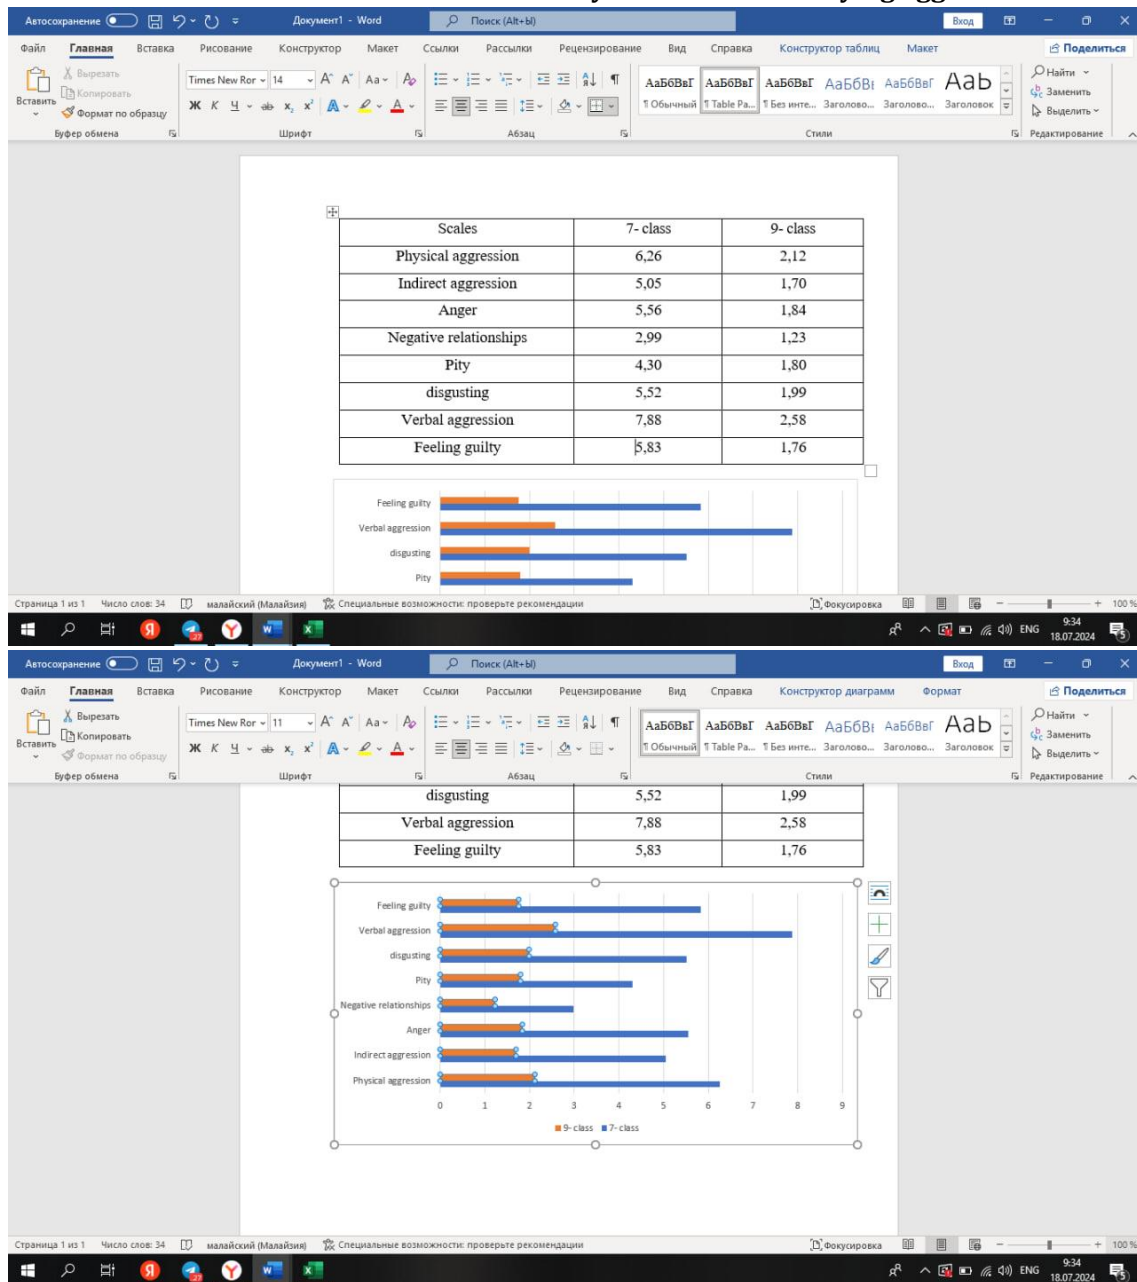 Автосохранение Документ1 - Word Поиск (Alt+Ы) Вход
Файл Главная Вставка Рисование Конструктор Макет Ссылки Рассылки Рецензирование Вид Справка Конструктор таблиц Макет Поделиться
Вставить Вырезать Копировать Формат по образцу
Times New Ror 14
Ж К Ч
АаБбВвГ АаБбВвГ АаБбВвГ АаБбВ АаБбВвГ Аab
¶ Обычный ¶ Table Pa... ¶ Без инте... Заголово... Заголово... Заголовок
Найти Заменить Выделить
Буфер обмена Шрифт Абзац Стили Редактирование
Scales 7- class 9- class
Physical aggression 6,26 2,12
Indirect aggression 5,05 1,70
Anger 5,56 1,84
Negative relationships 2,99 1,23
Pity 4,30 1,80
disgusting 5,52 1,99
Verbal aggression 7,88 2,58
Feeling guilty 5,83 1,76
Feeling guilty
Verbal aggression
disgusting
Pity
Страница 1 из 1 Число слов: 34 малайский (Малайзия) Специальные возможности: проверьте рекомендации Фокусировка 100 %
ENG 9:34 18.07.2024
Автосохранение Документ1 - Word Поиск (Alt+Ы) Вход
Файл Главная Вставка Рисование Конструктор Макет Ссылки Рассылки Рецензирование Вид Справка Конструктор диаграмм Формат Поделиться
Вставить Вырезать Копировать Формат по образцу
Times New Ror 11
Ж К Ч
АаБбВвГ АаБбВвГ АаБбВвГ АаБбВ АаБбВвГ Аab
¶ Обычный ¶ Table Pa... ¶ Без инте... Заголово... Заголово... Заголовок
Найти Заменить Выделить
Буфер обмена Шрифт Абзац Стили Редактирование
disgusting 5,52 1,99
Verbal aggression 7,88 2,58
Feeling guilty 5,83 1,76
Feeling guilty
Verbal aggression
disgusting
Pity
Negative relationships
Anger
Indirect aggression
Physical aggression
0 1 2 3 4 5 6 7 8 9
9- class 7- class
Страница 1 из 1 Число слов: 34 малайский (Малайзия) Специальные возможности: проверьте рекомендации Фокусировка 100 %
ENG 9:34 18.07.2024